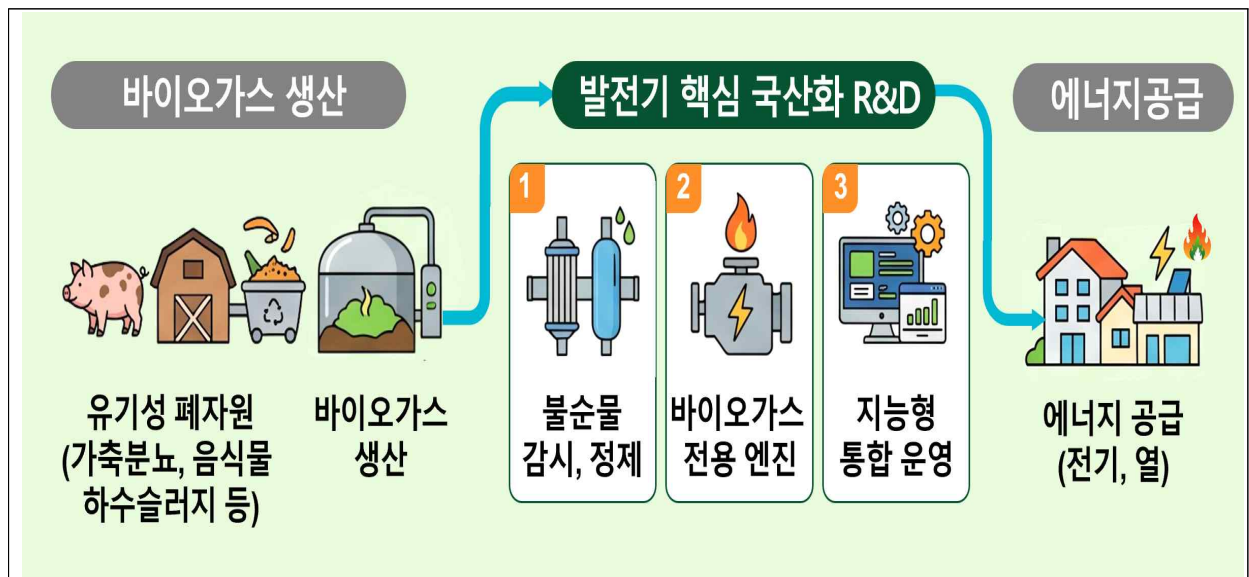 바이오가스 생산
발전기 핵심 국산화 R&D
에너지공급
1
2
3
유기성 폐자원
(가축분뇨, 음식물
하수슬러지 등)
바이오가스
생산
불순물
감시, 정제
바이오가스
전용 엔진
지능형
통합 운영
에너지 공급
(전기, 열)